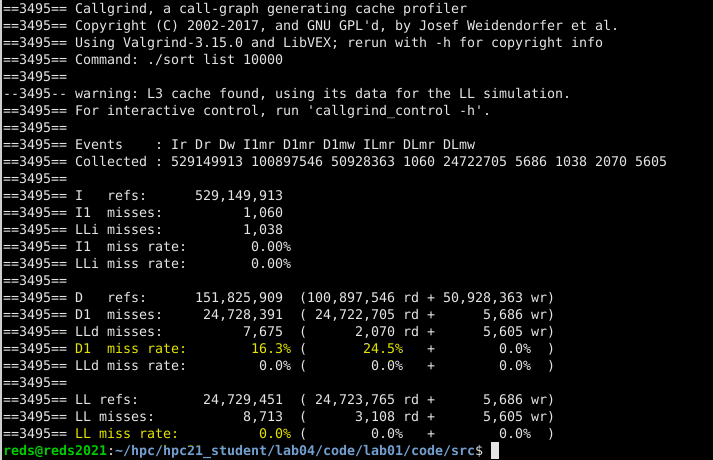 ==3495== Callgrind, a call-graph generating cache profiler
==3495== Copyright (C) 2002-2017, and GNU GPL'd, by Josef Weidendorfer et al.
==3495== Using Valgrind-3.15.0 and LibVEX; rerun with -h for copyright info
==3495== Command: ./sort list 10000
==3495==
--3495-- warning: L3 cache found, using its data for the LL simulation.
==3495== For interactive control, run 'callgrind_control -h'.
==3495==
==3495== Events    : Ir Dr Dw I1mr D1mr D1mw ILmr DLmr DLmw
==3495== Collected : 529149913 100897546 50928363 1060 24722705 5686 1038 2070 5605
==3495==
==3495== I   refs:      529,149,913
==3495== I1  misses:          1,060
==3495== LLi misses:          1,038
==3495== I1  miss rate:        0.00%
==3495== LLi miss rate:        0.00%
==3495==
==3495== D   refs:      151,825,909  (100,897,546 rd + 50,928,363 wr)
==3495== D1  misses:     24,728,391  ( 24,722,705 rd +      5,686 wr)
==3495== LLd misses:          7,675  (      2,070 rd +      5,605 wr)
==3495== D1  miss rate:        16.3% (       24.5%   +        0.0%  )
==3495== LLd miss rate:         0.0% (        0.0%   +        0.0%  )
==3495==
==3495== LL refs:        24,729,451  ( 24,723,765 rd +      5,686 wr)
==3495== LL misses:           8,713  (      3,108 rd +      5,605 wr)
==3495== LL miss rate:          0.0% (        0.0%   +        0.0%  )
reds@reds2021:~/hpc/hpc21_student/lab04/code/lab01/code/src$